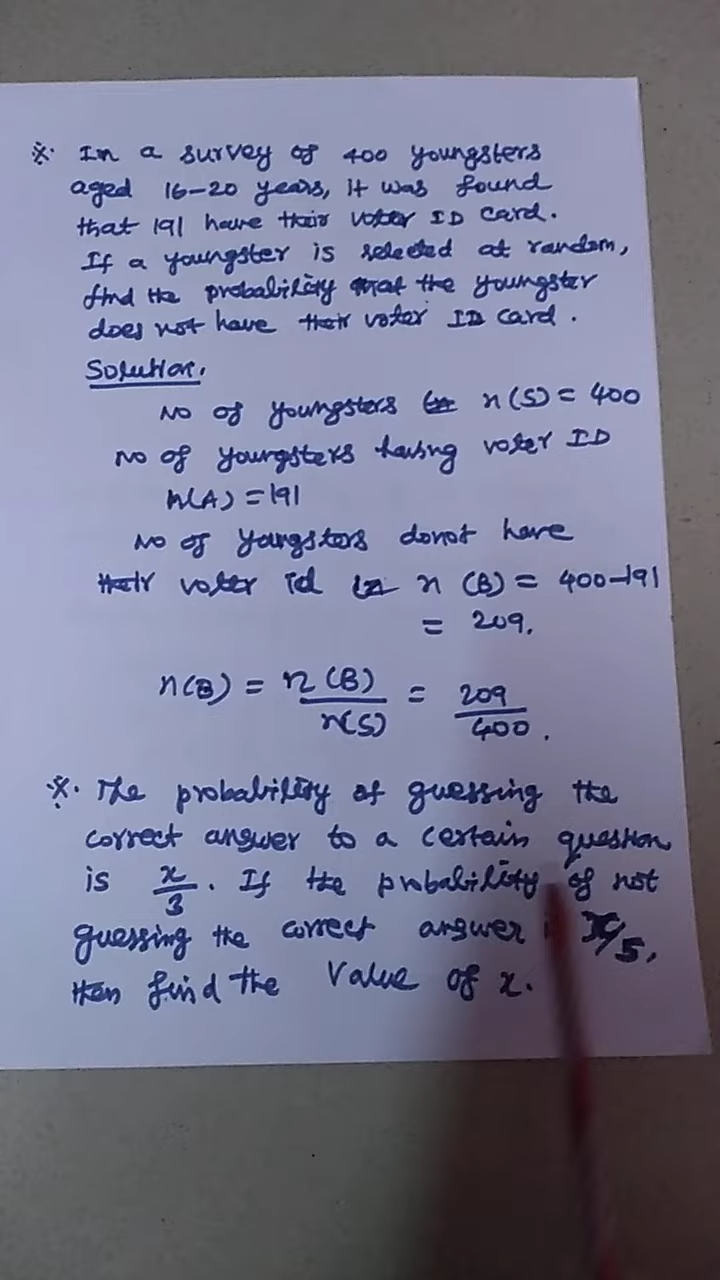 ※. In a survey of 400 youngsters
aged 16-20 years, it was found
that 191 have their voter ID card.
If a youngster is selected at random,
find the probability that the youngster
does not have their voter ID card.
Solution.
No of youngsters n(S) = 400
No of youngsters having voter ID
n(A) = 191
No of youngsters donot have
their voter id n (B) = 400-191
= 209.
n(B) = n(B)/n(S) = 209/400.
※. The probability of guessing the
correct answer to a certain question
is x/3. If the probability of not
guessing the correct answer x/5,
then find the value of x.